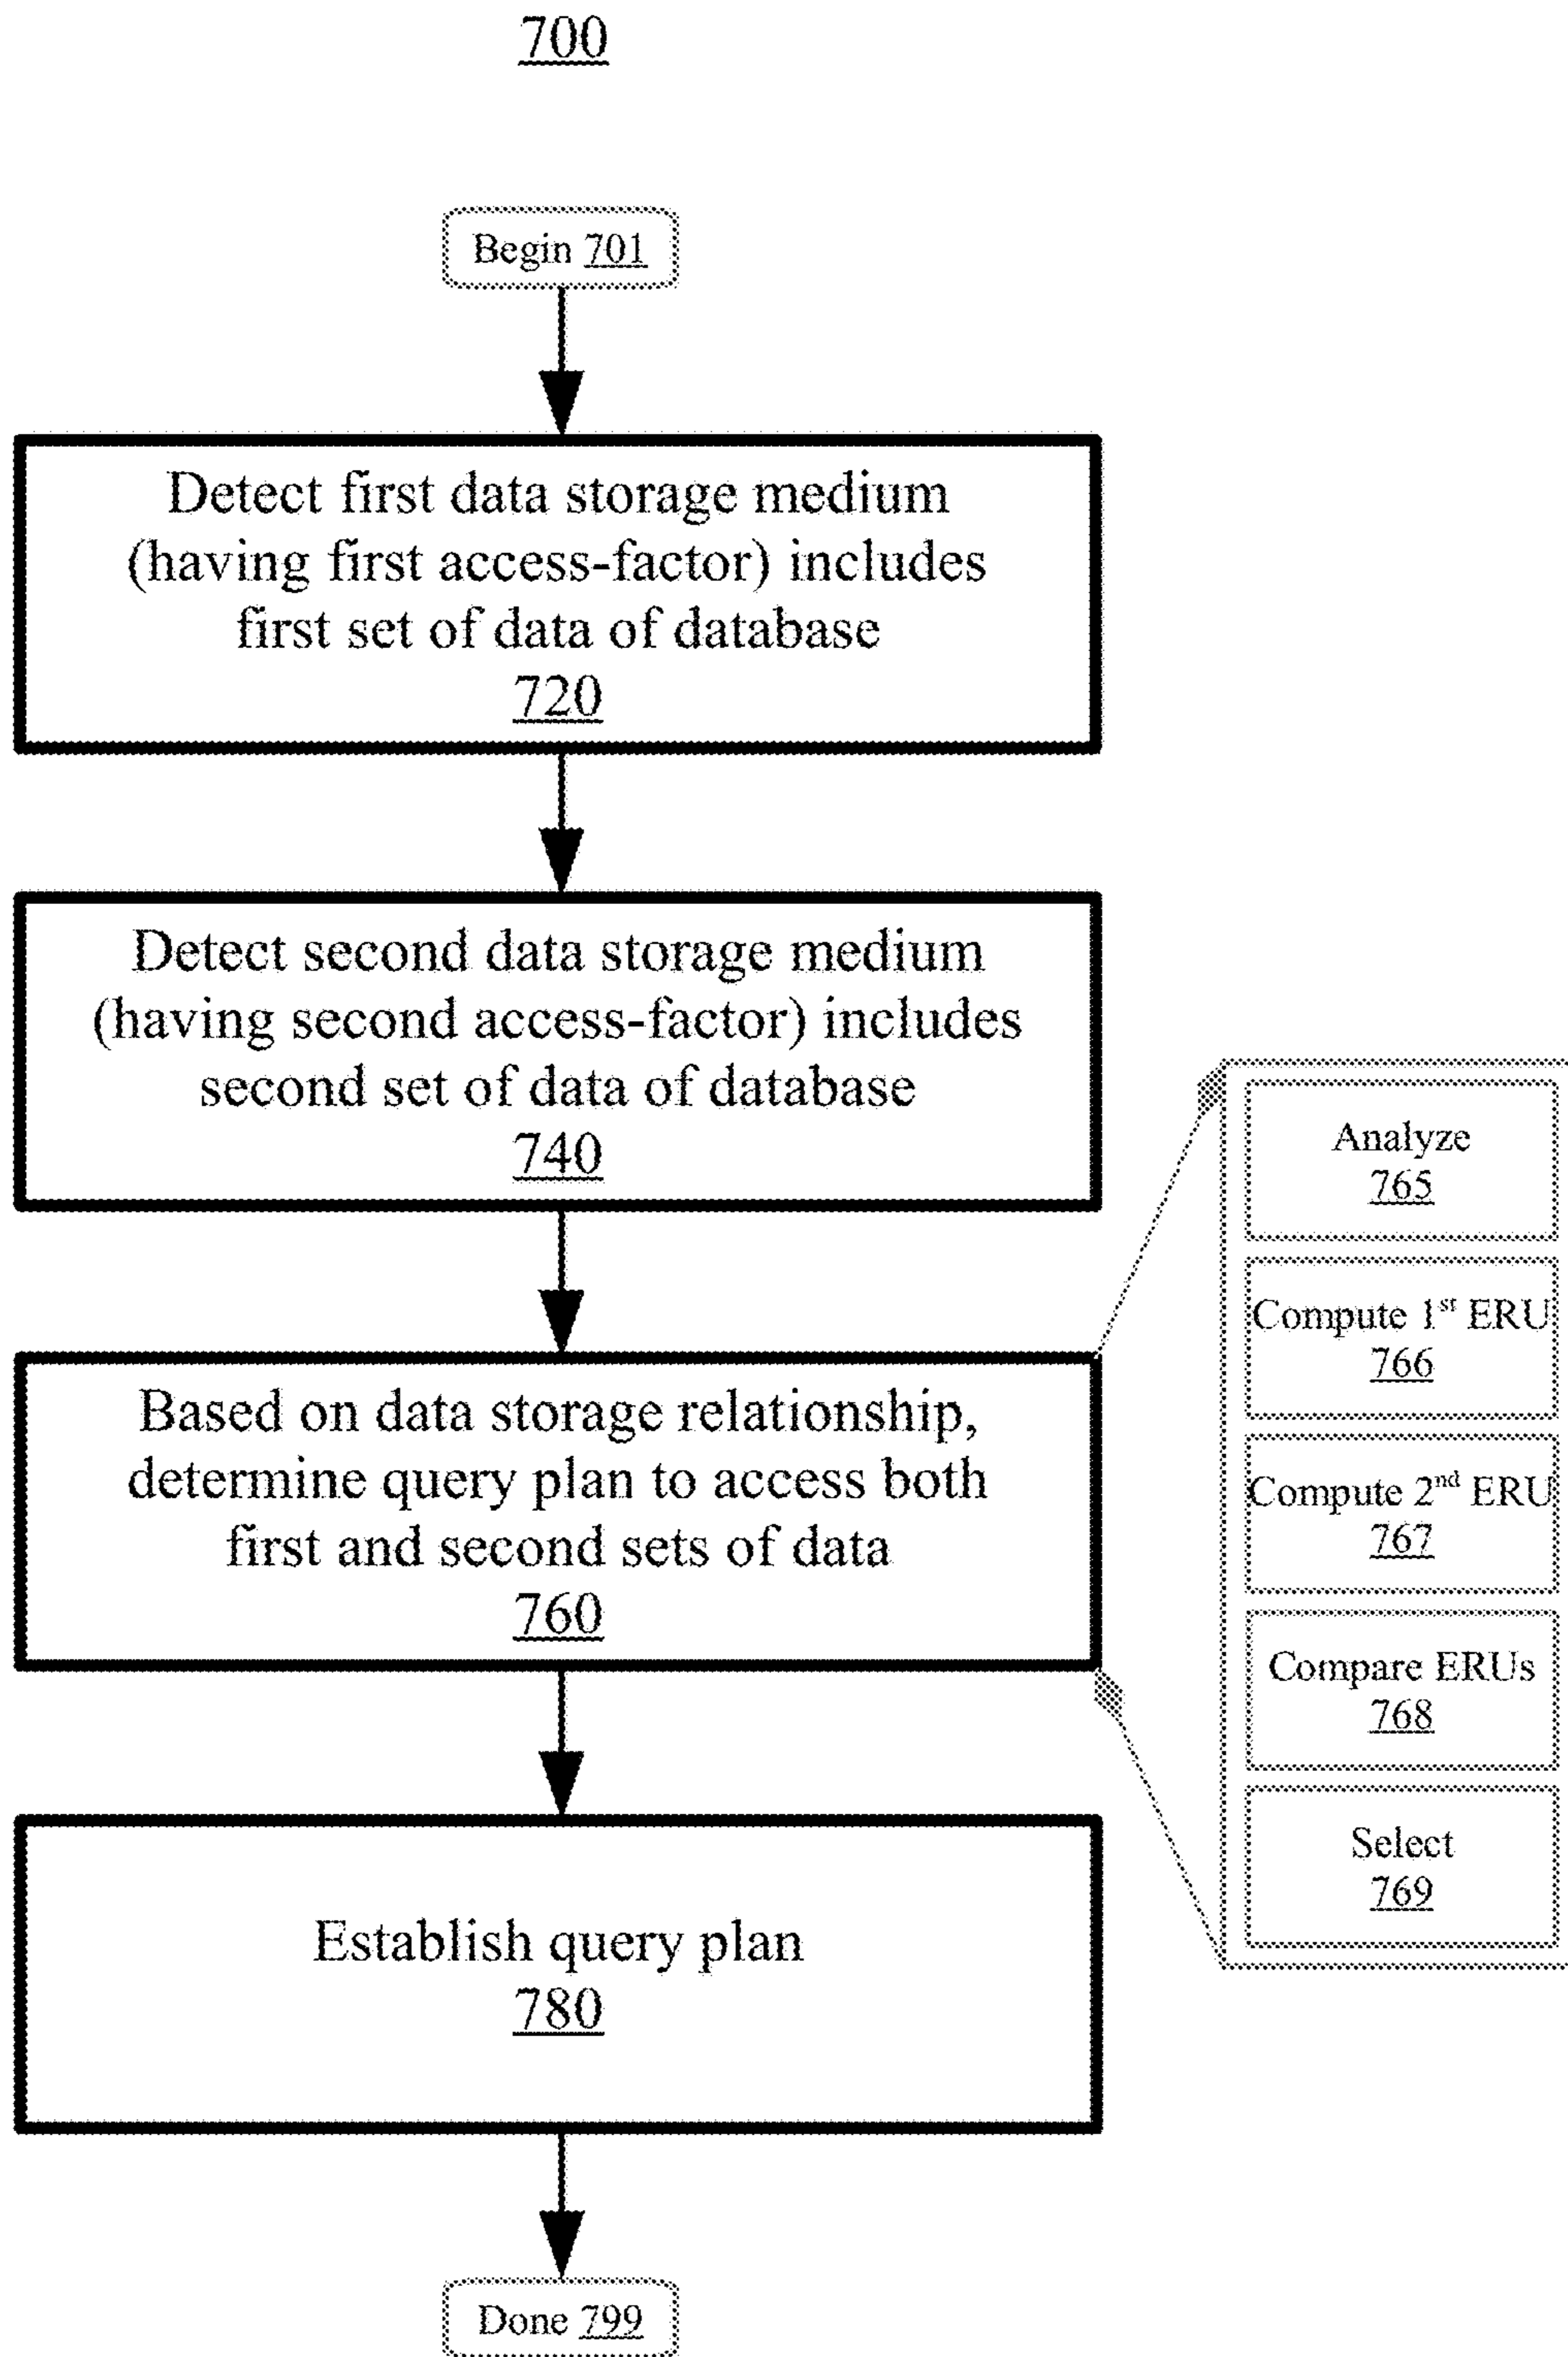 700
Begin 701
Detect first data storage medium
(having first access-factor) includes
first set of data of database
720
Detect second data storage medium
(having second access-factor) includes
second set of data of database
740
Based on data storage relationship,
determine query plan to access both
first and second sets of data
760
Analyze
765
Compute 1st ERU
766
Compute 2nd ERU
767
Compare ERUs
768
Select
769
Establish query plan
780
Done 799